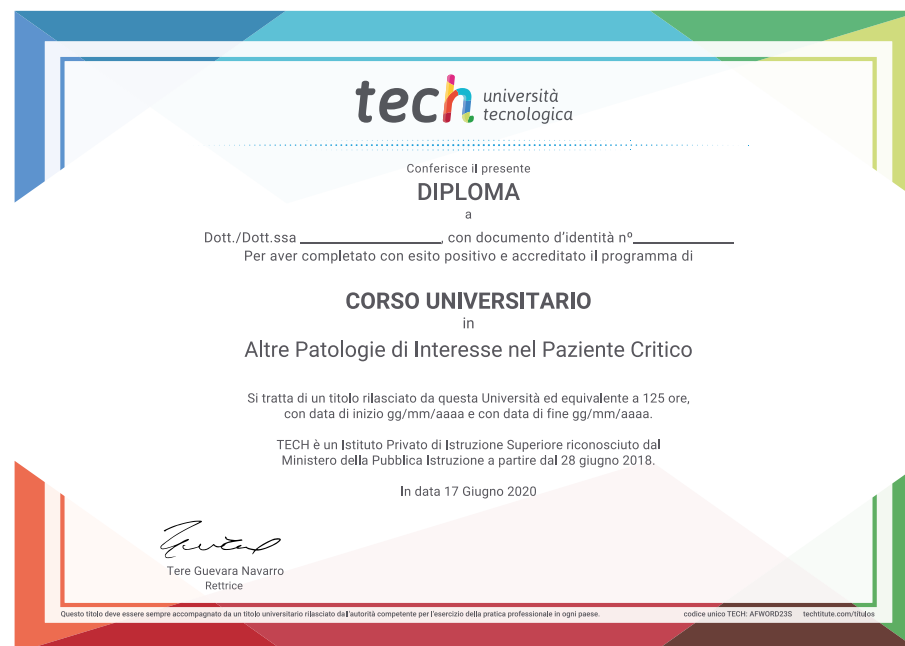 tech università
tecnologica
Conferisce il presente
DIPLOMA
a
Dott./Dott.ssa ____________________, con documento d'identità nº______________
Per aver completato con esito positivo e accreditato il programma di
CORSO UNIVERSITARIO
in
Altre Patologie di Interesse nel Paziente Critico
Si tratta di un titolo rilasciato da questa Università ed equivalente a 125 ore,
con data di inizio gg/mm/aaaa e con data di fine gg/mm/aaaa.
TECH è un Istituto Privato di Istruzione Superiore riconosciuto dal
Ministero della Pubblica Istruzione a partire dal 28 giugno 2018.
In data 17 Giugno 2020
Tere Guevara Navarro
Rettrice
Questo titolo deve essere sempre accompagnato da un titolo universitario rilasciato dall'autorità competente per l'esercizio della pratica professionale in ogni paese. codice unico TECH: AFWORD23S techtitute.com/titulos